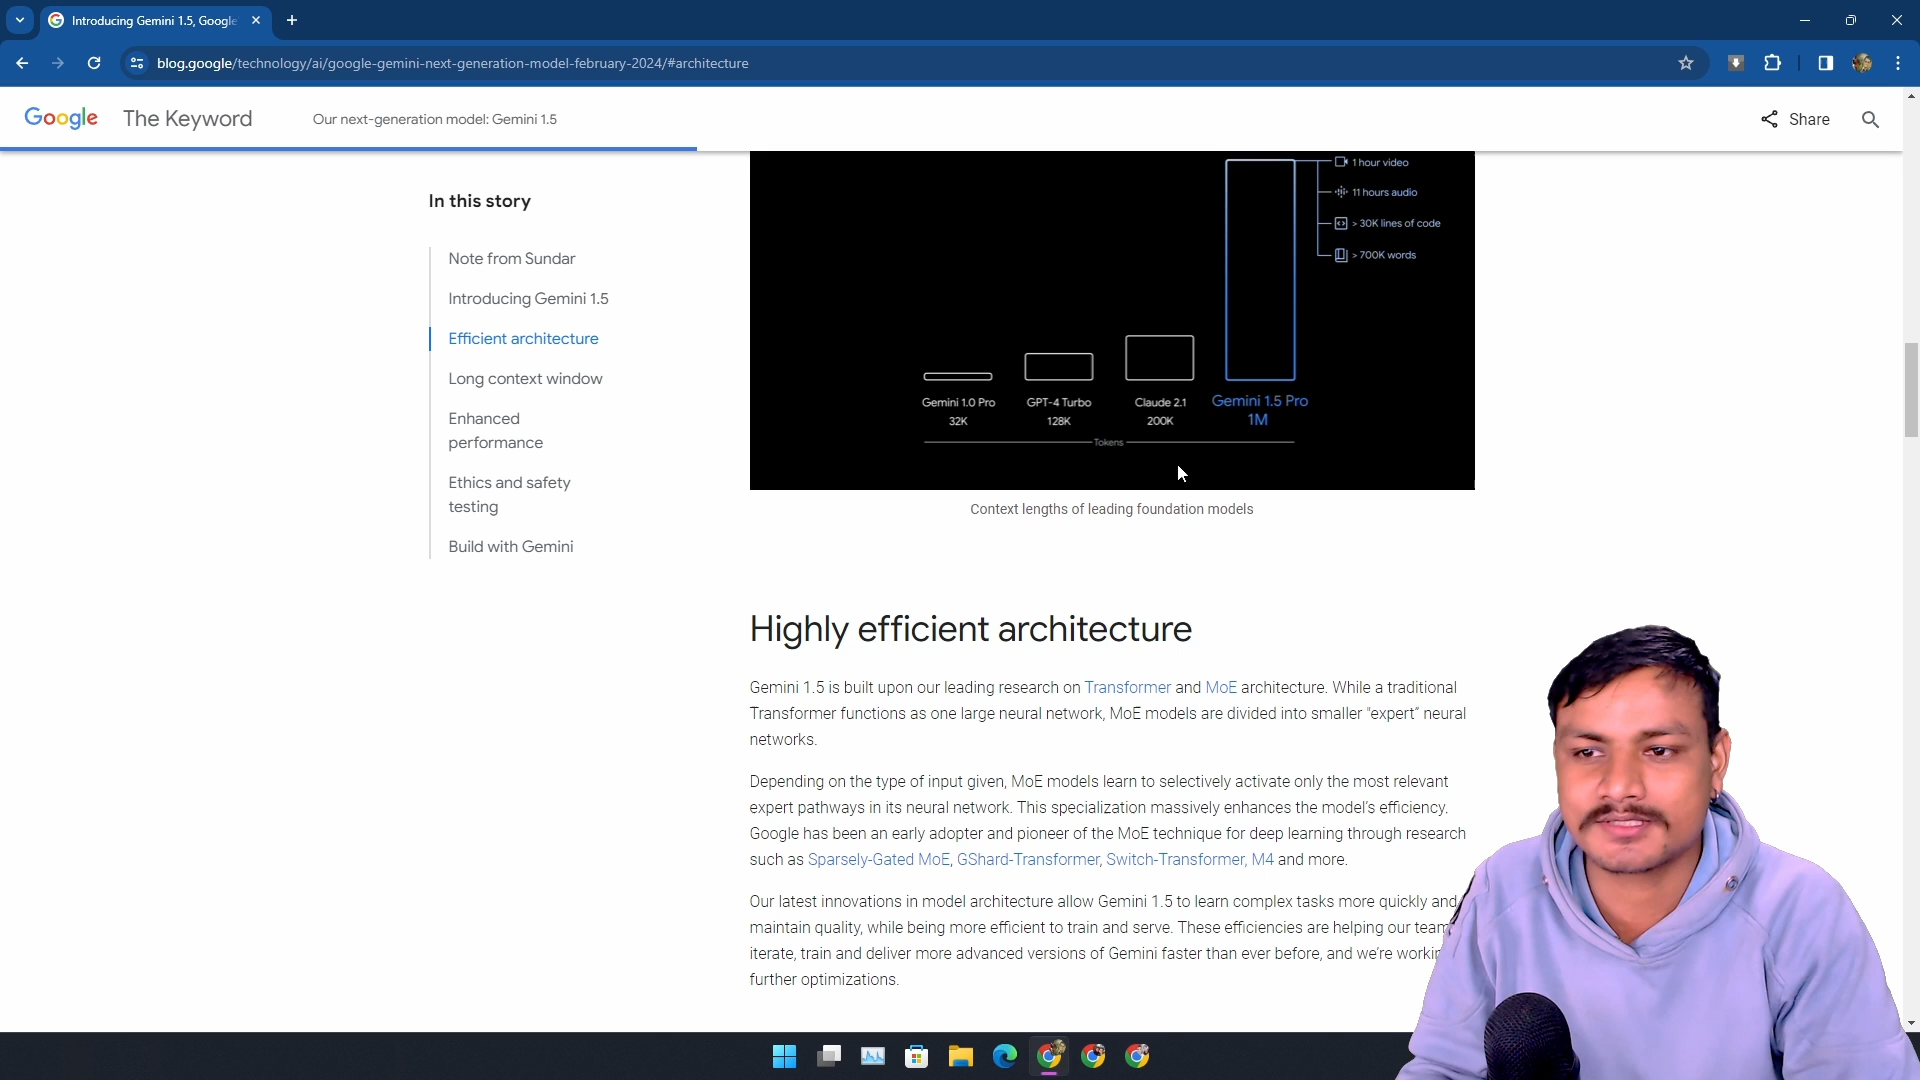 Introducing Gemini 1.5, Google
blog.google/technology/ai/google-gemini-next-generation-model-february-2024/#architecture
Google The Keyword
Our next-generation model: Gemini 1.5
Share
In this story
Note from Sundar
Introducing Gemini 1.5
Efficient architecture
Long context window
Enhanced
performance
Ethics and safety
testing
Build with Gemini
1 hour video
11 hours audio
> 30K lines of code
> 700K words
Gemini 1.0 Pro
32K
GPT-4 Turbo
128K
Claude 2.1
200K
Gemini 1.5 Pro
1M
Tokens
Context lengths of leading foundation models
Highly efficient architecture
Gemini 1.5 is built upon our leading research on Transformer and MoE architecture. While a traditional
Transformer functions as one large neural network, MoE models are divided into smaller "expert” neural
networks.
Depending on the type of input given, MoE models learn to selectively activate only the most relevant
expert pathways in its neural network. This specialization massively enhances the model’s efficiency.
Google has been an early adopter and pioneer of the MoE technique for deep learning through research
such as Sparsely-Gated MoE, GShard-Transformer, Switch-Transformer, M4 and more.
Our latest innovations in model architecture allow Gemini 1.5 to learn complex tasks more quickly and
maintain quality, while being more efficient to train and serve. These efficiencies are helping our team
iterate, train and deliver more advanced versions of Gemini faster than ever before, and we’re workin
further optimizations.